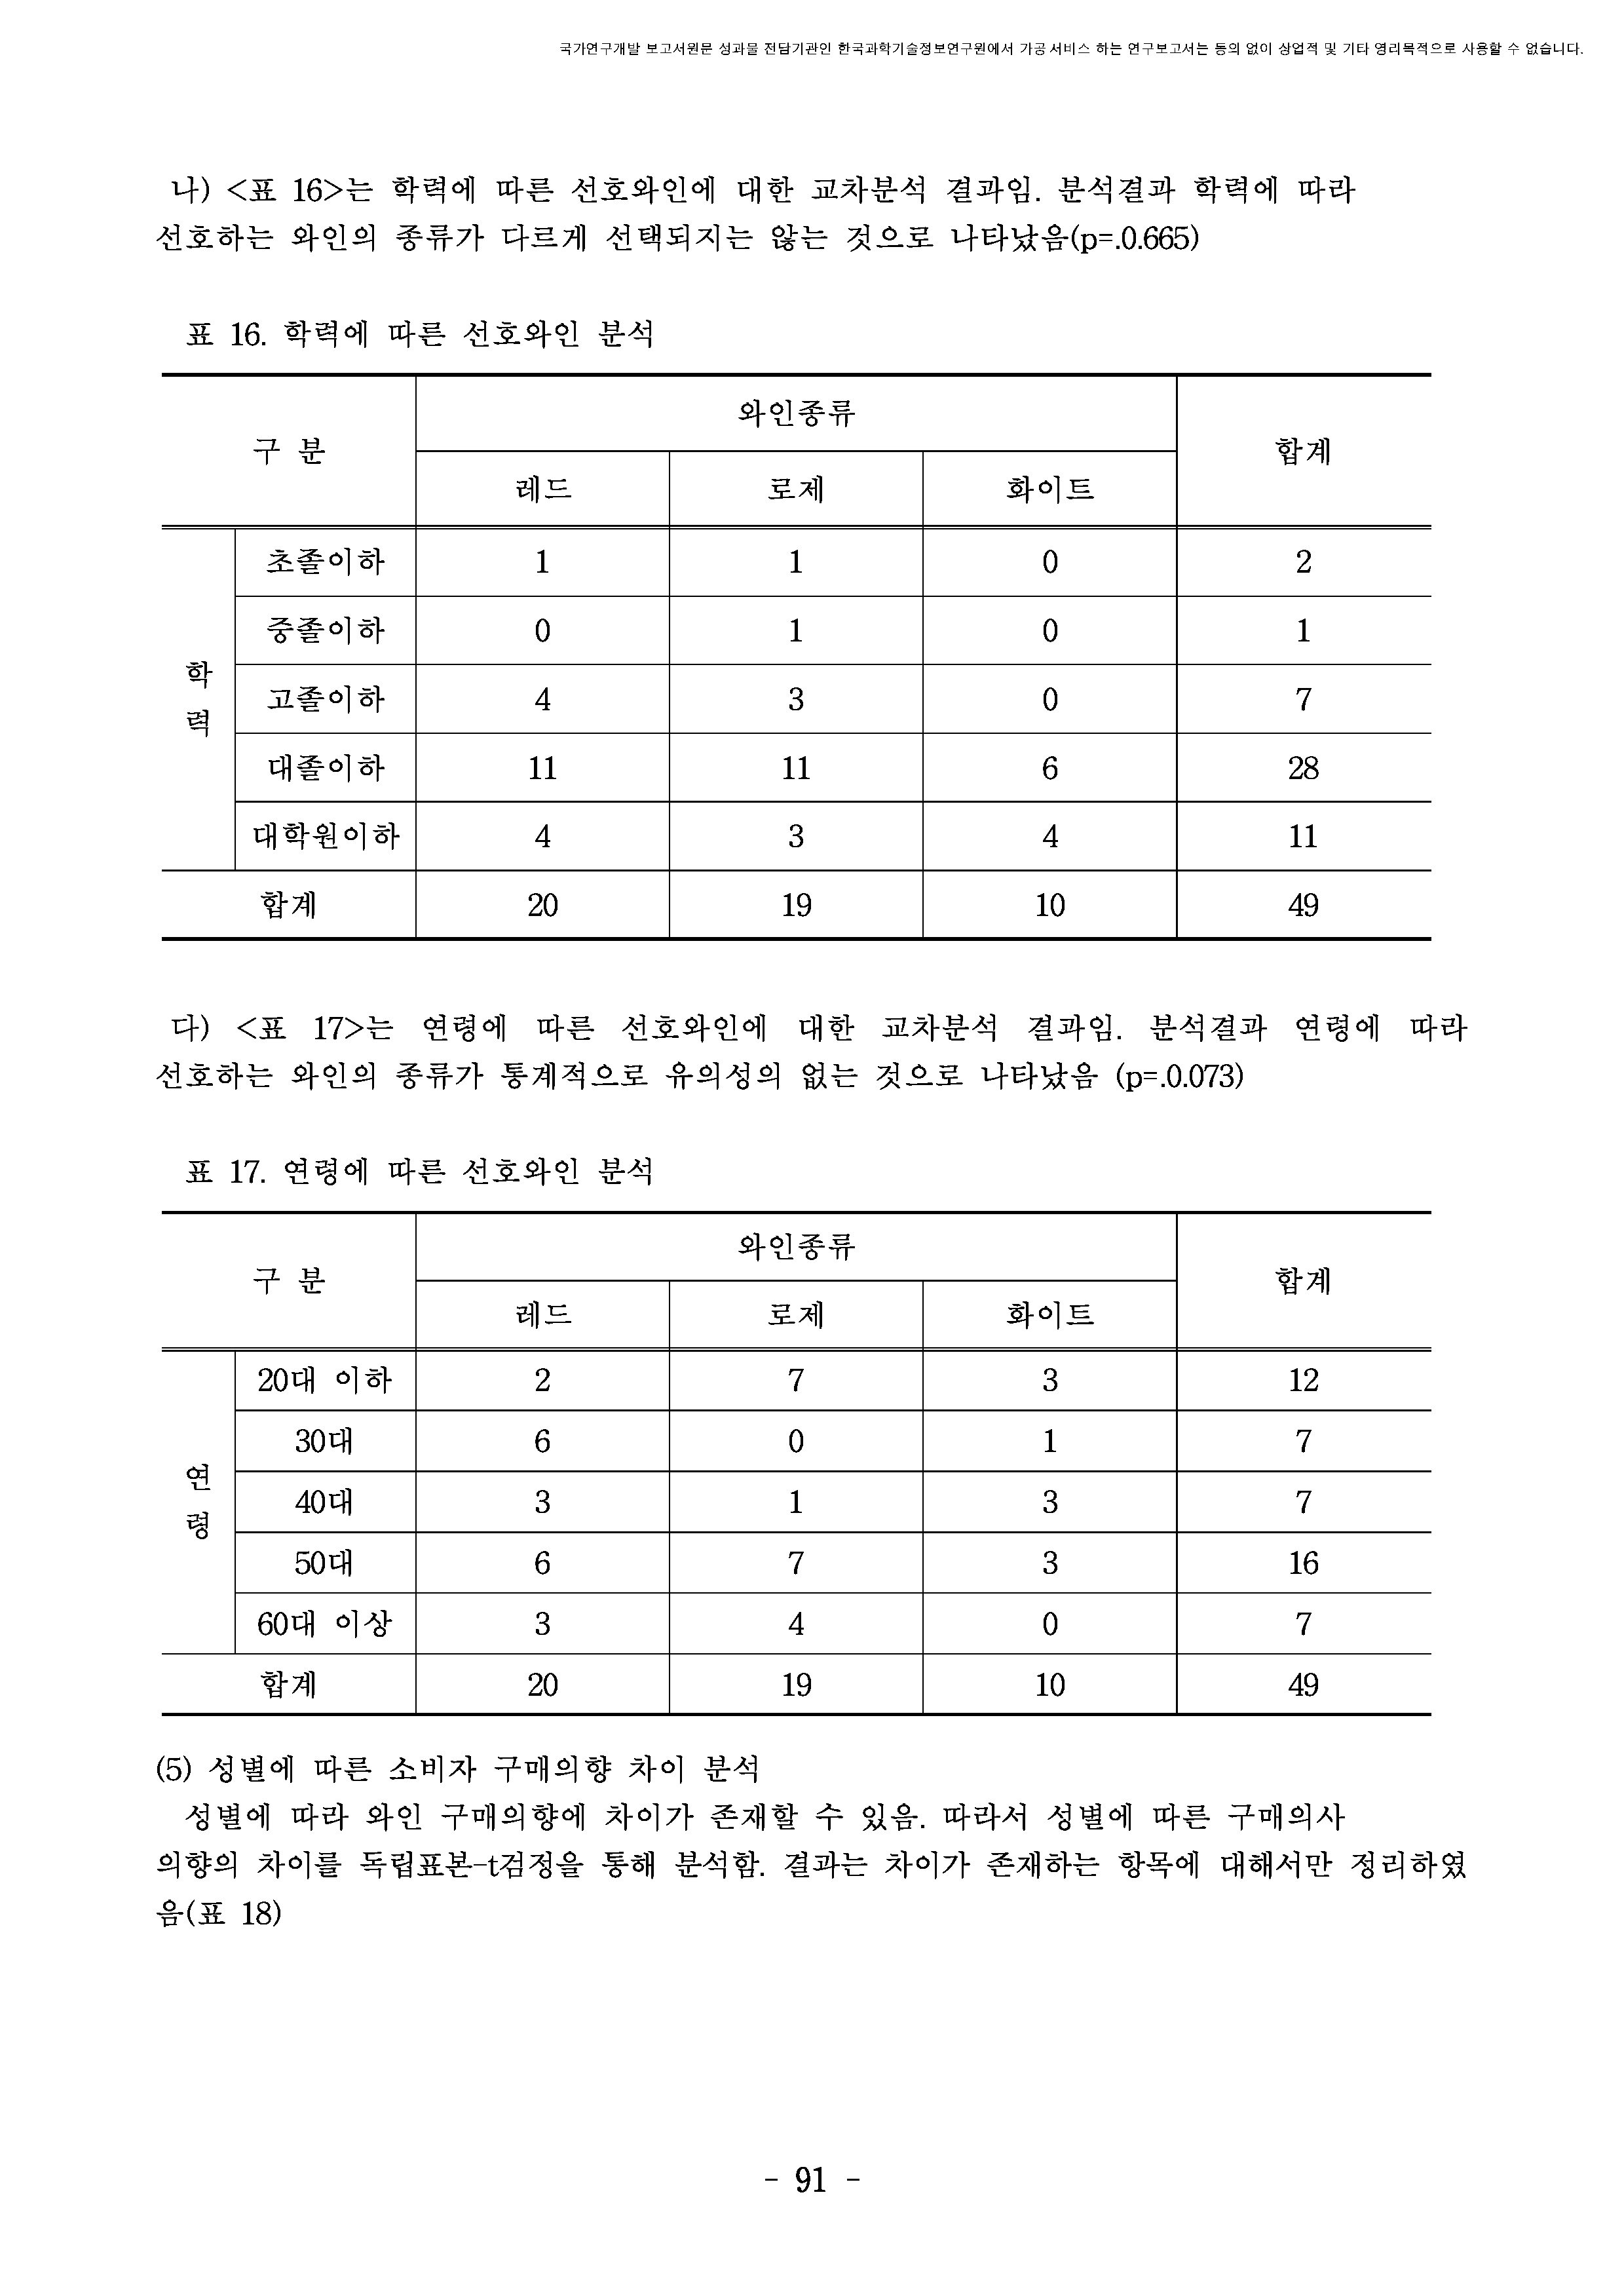 국가연구개발 보고서원문 성과물 전담기관인 한국과학기술정보연구원에서 가공·서비스 하는 연구보고서는 동의 없이 상업적 및 기타 영리목적으로 사용할 수 없습니다.
나) <표 16>는 학력에 따른 선호와인에 대한 교차분석 결과임. 분석결과 학력에 따라
선호하는 와인의 종류가 다르게 선택되지는 않는 것으로 나타났음(p=.0.665)
표 16. 학력에 따른 선호와인 분석
구 분 와인종류 합계
레드 로제 화이트
학력 초졸이하 1 1 0 2
중졸이하 0 1 0 1
고졸이하 4 3 0 7
대졸이하 11 11 6 28
대학원이하 4 3 4 11
합계 20 19 10 49
다) <표 17>는 연령에 따른 선호와인에 대한 교차분석 결과임. 분석결과 연령에 따라
선호하는 와인의 종류가 통계적으로 유의성의 없는 것으로 나타났음 (p=.0.073)
표 17. 연령에 따른 선호와인 분석
구 분 와인종류 합계
레드 로제 화이트
연령 20대 이하 2 7 3 12
30대 6 0 1 7
40대 3 1 3 7
50대 6 7 3 16
60대 이상 3 4 0 7
합계 20 19 10 49
(5) 성별에 따른 소비자 구매의향 차이 분석
성별에 따라 와인 구매의향에 차이가 존재할 수 있음. 따라서 성별에 따른 구매의사
의향의 차이를 독립표본-t검정을 통해 분석함. 결과는 차이가 존재하는 항목에 대해서만 정리하였
음(표 18)
- 91 -